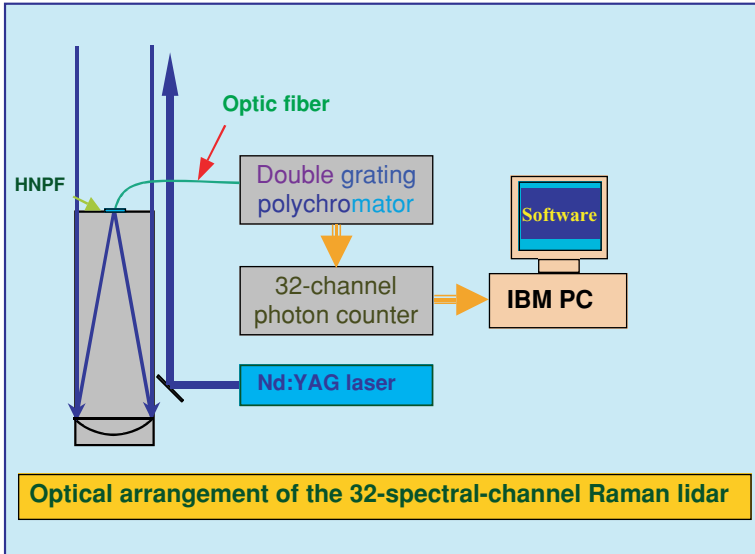 Optic fiber
HNPF
Double grating
polychromator
Software
32-channel
photon counter
IBM PC
Nd:YAG laser
Optical arrangement of the 32-spectral-channel Raman lidar